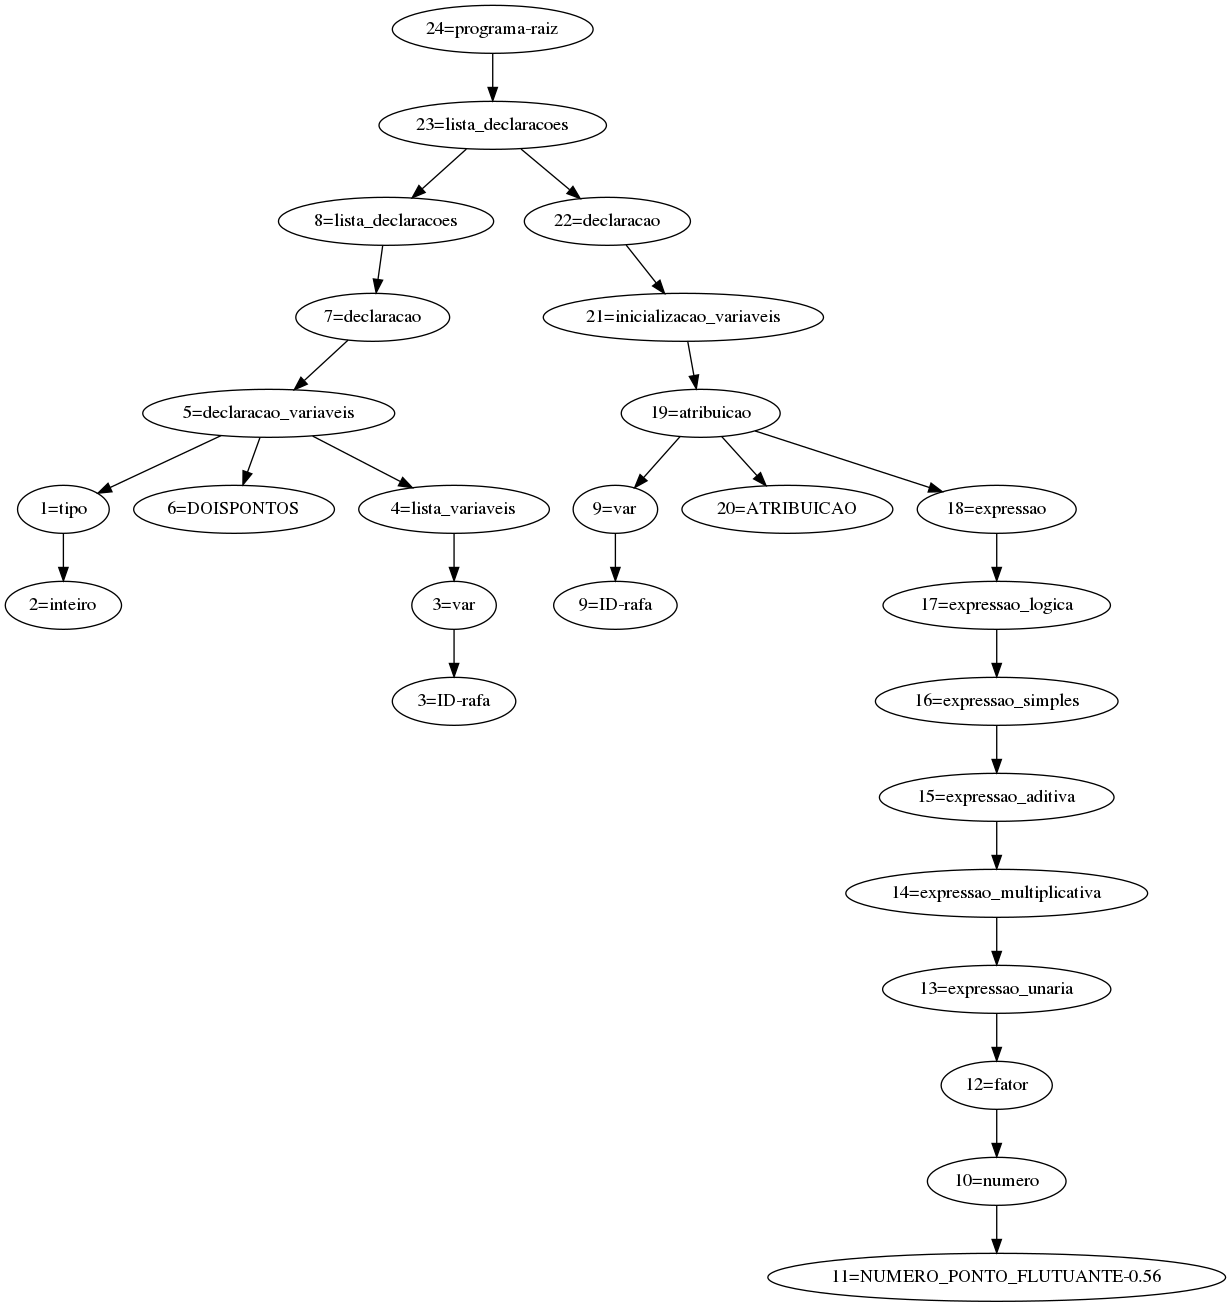 24=programa-raiz
23=lista_declaracoes
8=lista_declaracoes
22=declaracao
7=declaracao
21=inicializacao_variaveis
5=declaracao_variaveis
19=atribuicao
1=tipo
6=DOISPONTOS
4=lista_variaveis
9=var
20=ATRIBUICAO
18=expressao
2=inteiro
3=var
9=ID-rafa
17=expressao_logica
3=ID-rafa
16=expressao_simples
15=expressao_aditiva
14=expressao_multiplicativa
13=expressao_unaria
12=fator
10=numero
11=NUMERO_PONTO_FLUTUANTE-0.56